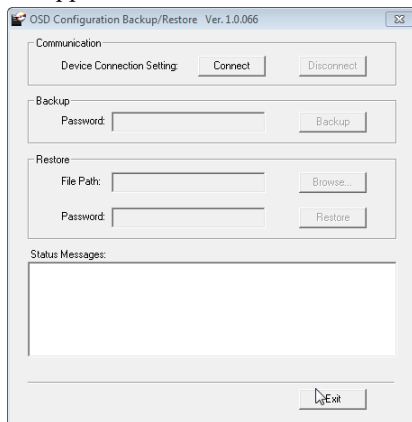 OSD Configuration Backup/Restore Ver. 1.0.066
Communication
Device Connection Setting: Connect Disconnect
Backup
Password: Backup
Restore
File Path: Browse...
Password: Restore
Status Messages:
Exit